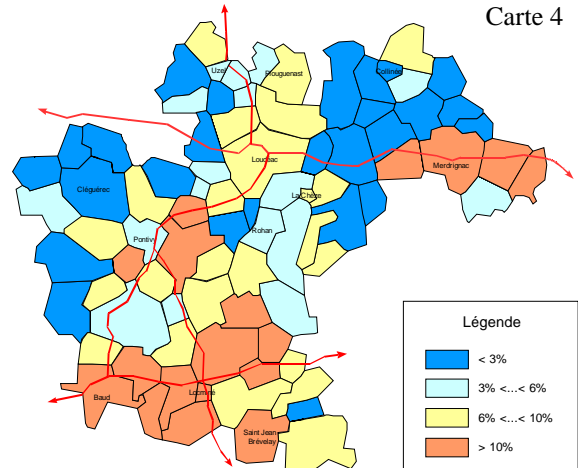 Carte 4
Uzel
Plouguenast
Collinée
Loudéac
Merdrignac
Cléguérec
La Chèze
Pontivy
Rohan
Légende
< 3%
3% <...< 6%
6% <...< 10%
> 10%
Baud
Locminé
Saint Jean
Brévelay